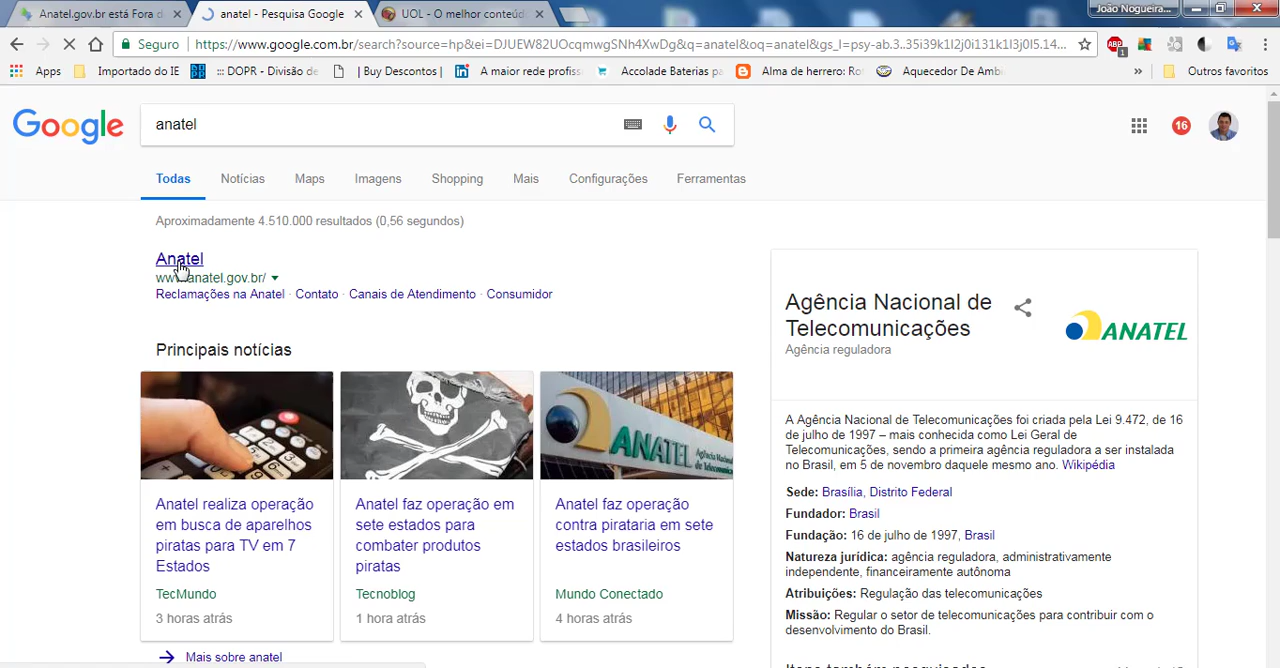 Anatel.gov.br está Fora d
anatel - Pesquisa Google
UOL - O melhor conteúd
João Nogueira...
Seguro
https://www.google.com.br/search?source=hp&ei=DJUEW82UOcqmwgSNh4XwDg&q=anatel&oq=anatel&gs_l=psy-ab.3..35i39k1l2j0i131k1l3j0l5.14...
Apps
Importado do IE
::: DOPR - Divisão de
| Buy Descontos |
A maior rede profiss
Accolade Baterias pa
Alma de herrero: Ro
Aquecedor De Ambi
»
Outros favoritos
Google
anatel
16
Todas
Notícias
Maps
Imagens
Shopping
Mais
Configurações
Ferramentas
Aproximadamente 4.510.000 resultados (0,56 segundos)
Anatel
www.anatel.gov.br/
Reclamações na Anatel · Contato · Canais de Atendimento · Consumidor
Principais notícias
ANATEL
Anatel realiza operação
em busca de aparelhos
piratas para TV em 7
Estados
TecMundo
3 horas atrás
Anatel faz operação em
sete estados para
combater produtos
piratas
Tecnoblog
1 hora atrás
Anatel faz operação
contra pirataria em sete
estados brasileiros
Mundo Conectado
4 horas atrás
Mais sobre anatel
Agência Nacional de
Telecomunicações
Agência reguladora
ANATEL
A Agência Nacional de Telecomunicações foi criada pela Lei 9.472, de 16
de julho de 1997 – mais conhecida como Lei Geral de
Telecomunicações, sendo a primeira agência reguladora a ser instalada
no Brasil, em 5 de novembro daquele mesmo ano. Wikipédia
Sede: Brasília, Distrito Federal
Fundador: Brasil
Fundação: 16 de julho de 1997, Brasil
Natureza jurídica: agência reguladora, administrativamente
independente, financeiramente autônoma
Atribuições: Regulação das telecomunicações
Missão: Regular o setor de telecomunicações para contribuir com o
desenvolvimento do Brasil.